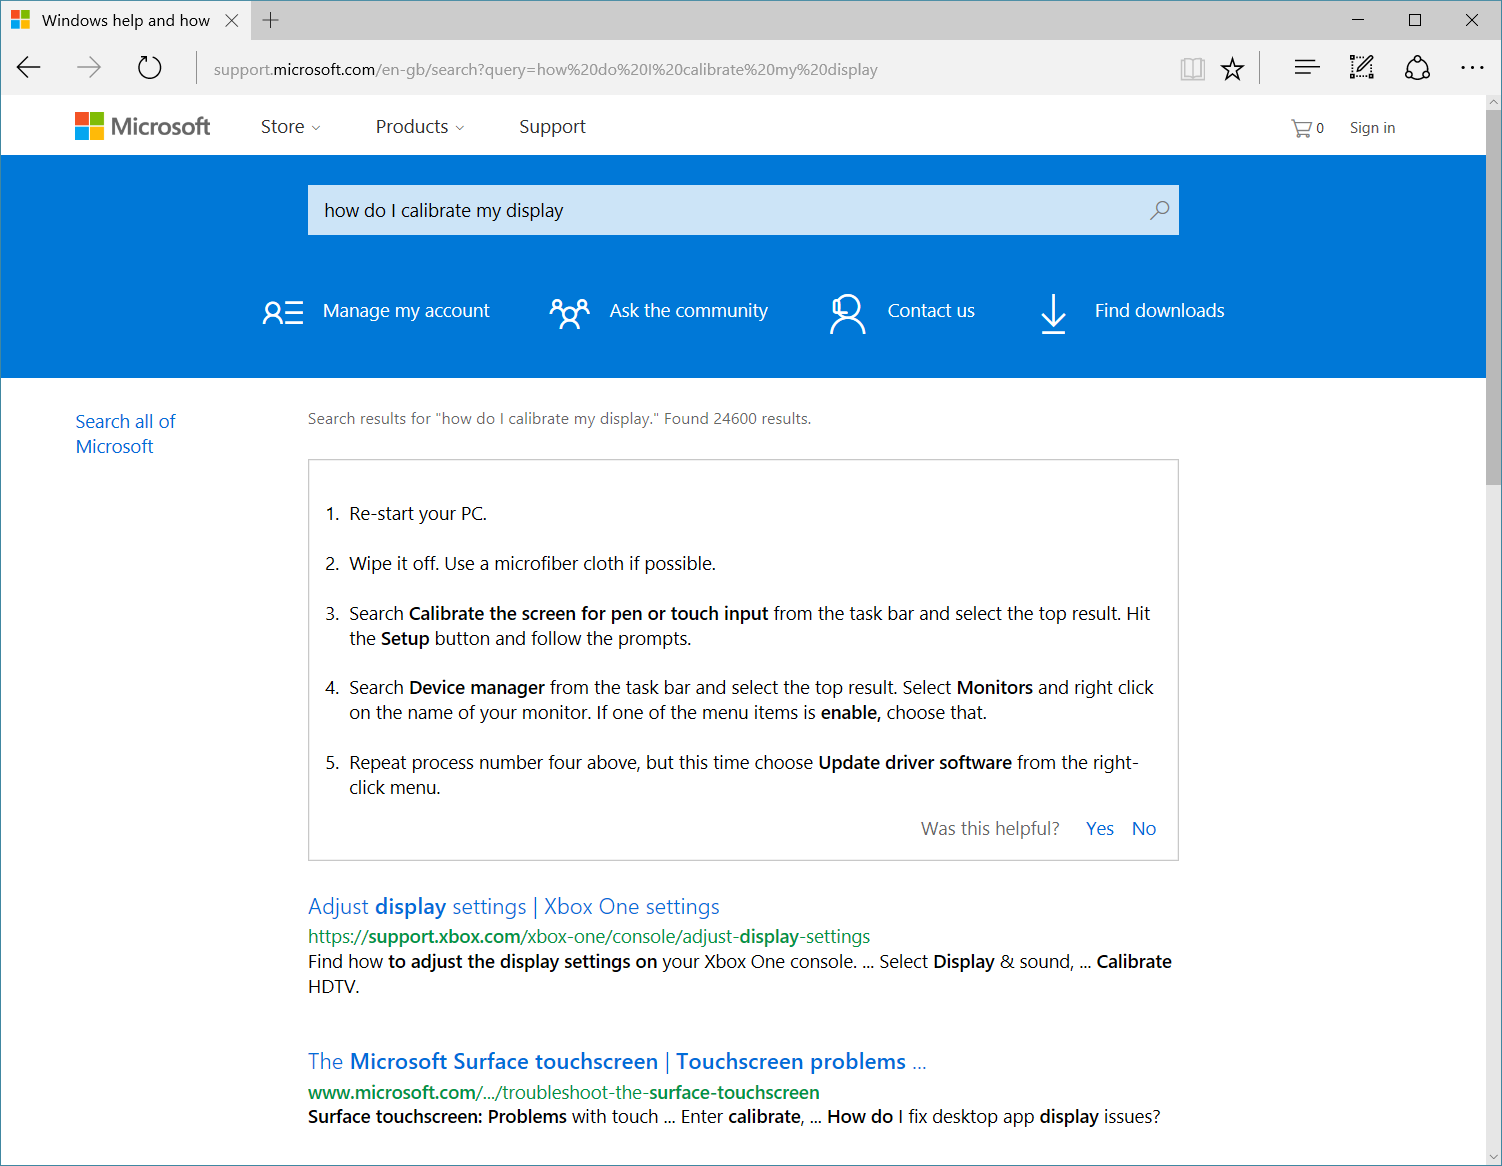 Windows help and how
support.microsoft.com/en-gb/search?query=how%20do%20I%20calibrate%20my%20display
Microsoft Store Products Support 0 Sign in
how do I calibrate my display
Manage my account Ask the community Contact us Find downloads
Search all of
Microsoft
Search results for "how do I calibrate my display." Found 24600 results.
1. Re-start your PC.
2. Wipe it off. Use a microfiber cloth if possible.
3. Search Calibrate the screen for pen or touch input from the task bar and select the top result. Hit
the Setup button and follow the prompts.
4. Search Device manager from the task bar and select the top result. Select Monitors and right click
on the name of your monitor. If one of the menu items is enable, choose that.
5. Repeat process number four above, but this time choose Update driver software from the right-
click menu.
Was this helpful? Yes No
Adjust display settings | Xbox One settings
https://support.xbox.com/xbox-one/console/adjust-display-settings
Find how to adjust the display settings on your Xbox One console. ... Select Display & sound, ... Calibrate
HDTV.
The Microsoft Surface touchscreen | Touchscreen problems ...
www.microsoft.com/.../troubleshoot-the-surface-touchscreen
Surface touchscreen: Problems with touch ... Enter calibrate, ... How do I fix desktop app display issues?